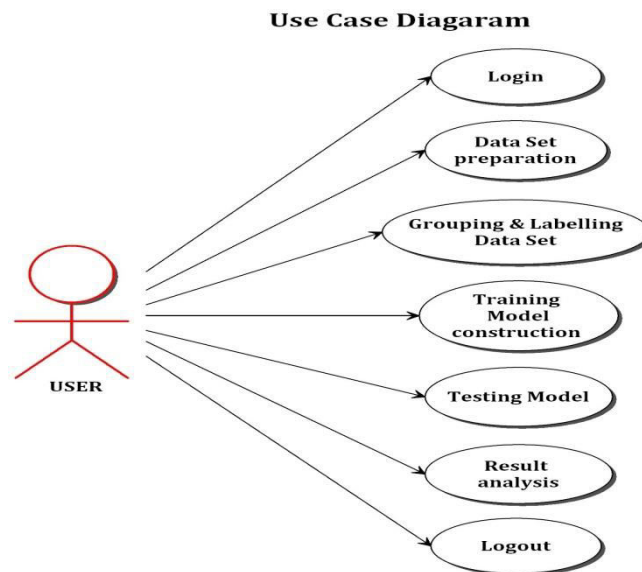 Use Case Diagaram
Login
Data Set
preparation
Grouping & Labelling
Data Set
Training
Model
construction
USER
Testing Model
Result
analysis
Logout